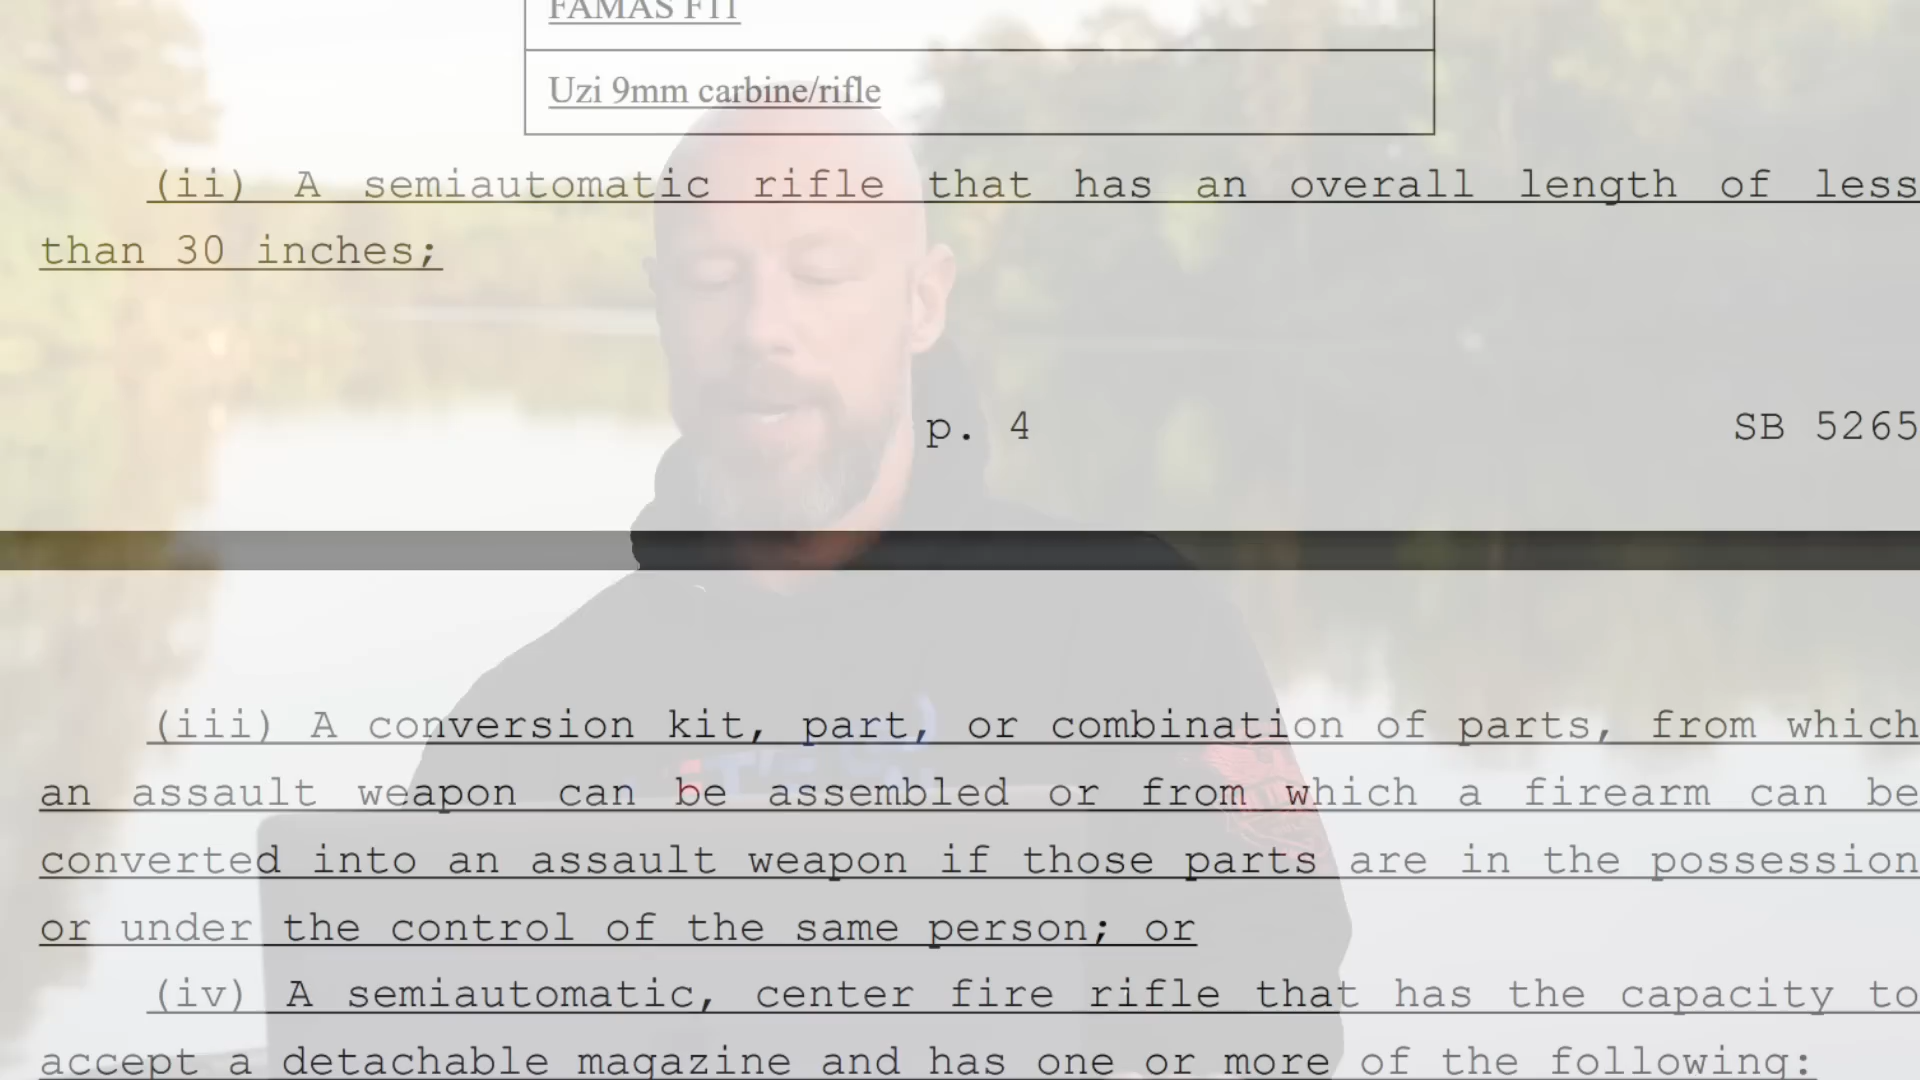 FAMAS F11
Uzi 9mm carbine/rifle
(ii) A semiautomatic rifle that has an overall length of less
than 30 inches;
p. 4 SB 5265
(iii) A conversion kit, part, or combination of parts, from which
an assault weapon can be assembled or from which a firearm can be
converted into an assault weapon if those parts are in the possession
or under the control of the same person; or
(iv) A semiautomatic, center fire rifle that has the capacity to
accept a detachable magazine and has one or more of the following: